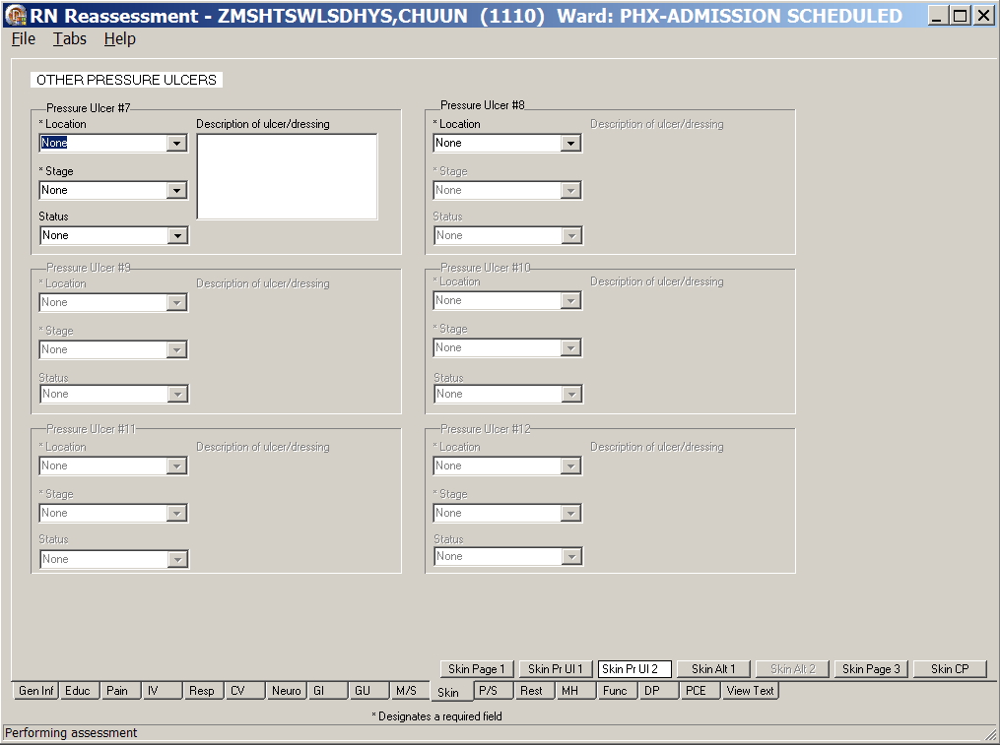 RN Reassessment - ZMSHTSWLSDHYS,CHUUN (1110) Ward: PHX-ADMISSION SCHEDULED
File Tabs Help
OTHER PRESSURE ULCERS
Pressure Ulcer #7
* Location Description of ulcer/dressing
None
* Stage
None
Status
None
Pressure Ulcer #8
* Location Description of ulcer/dressing
None
* Stage
None
Status
None
Pressure Ulcer #9
* Location Description of ulcer/dressing
None
* Stage
None
Status
None
Pressure Ulcer #10
* Location Description of ulcer/dressing
None
* Stage
None
Status
None
Pressure Ulcer #11
* Location Description of ulcer/dressing
None
* Stage
None
Status
None
Pressure Ulcer #12
* Location Description of ulcer/dressing
None
* Stage
None
Status
None
Skin Page 1 Skin Pr Ul 1 Skin Pr Ul 2 Skin Alt 1 Skin Alt 2 Skin Page 3 Skin CP
Gen Inf Educ Pain IV Resp CV Neuro GI GU M/S Skin P/S Rest MH Func DP PCE View Text
* Designates a required field
Performing assessment